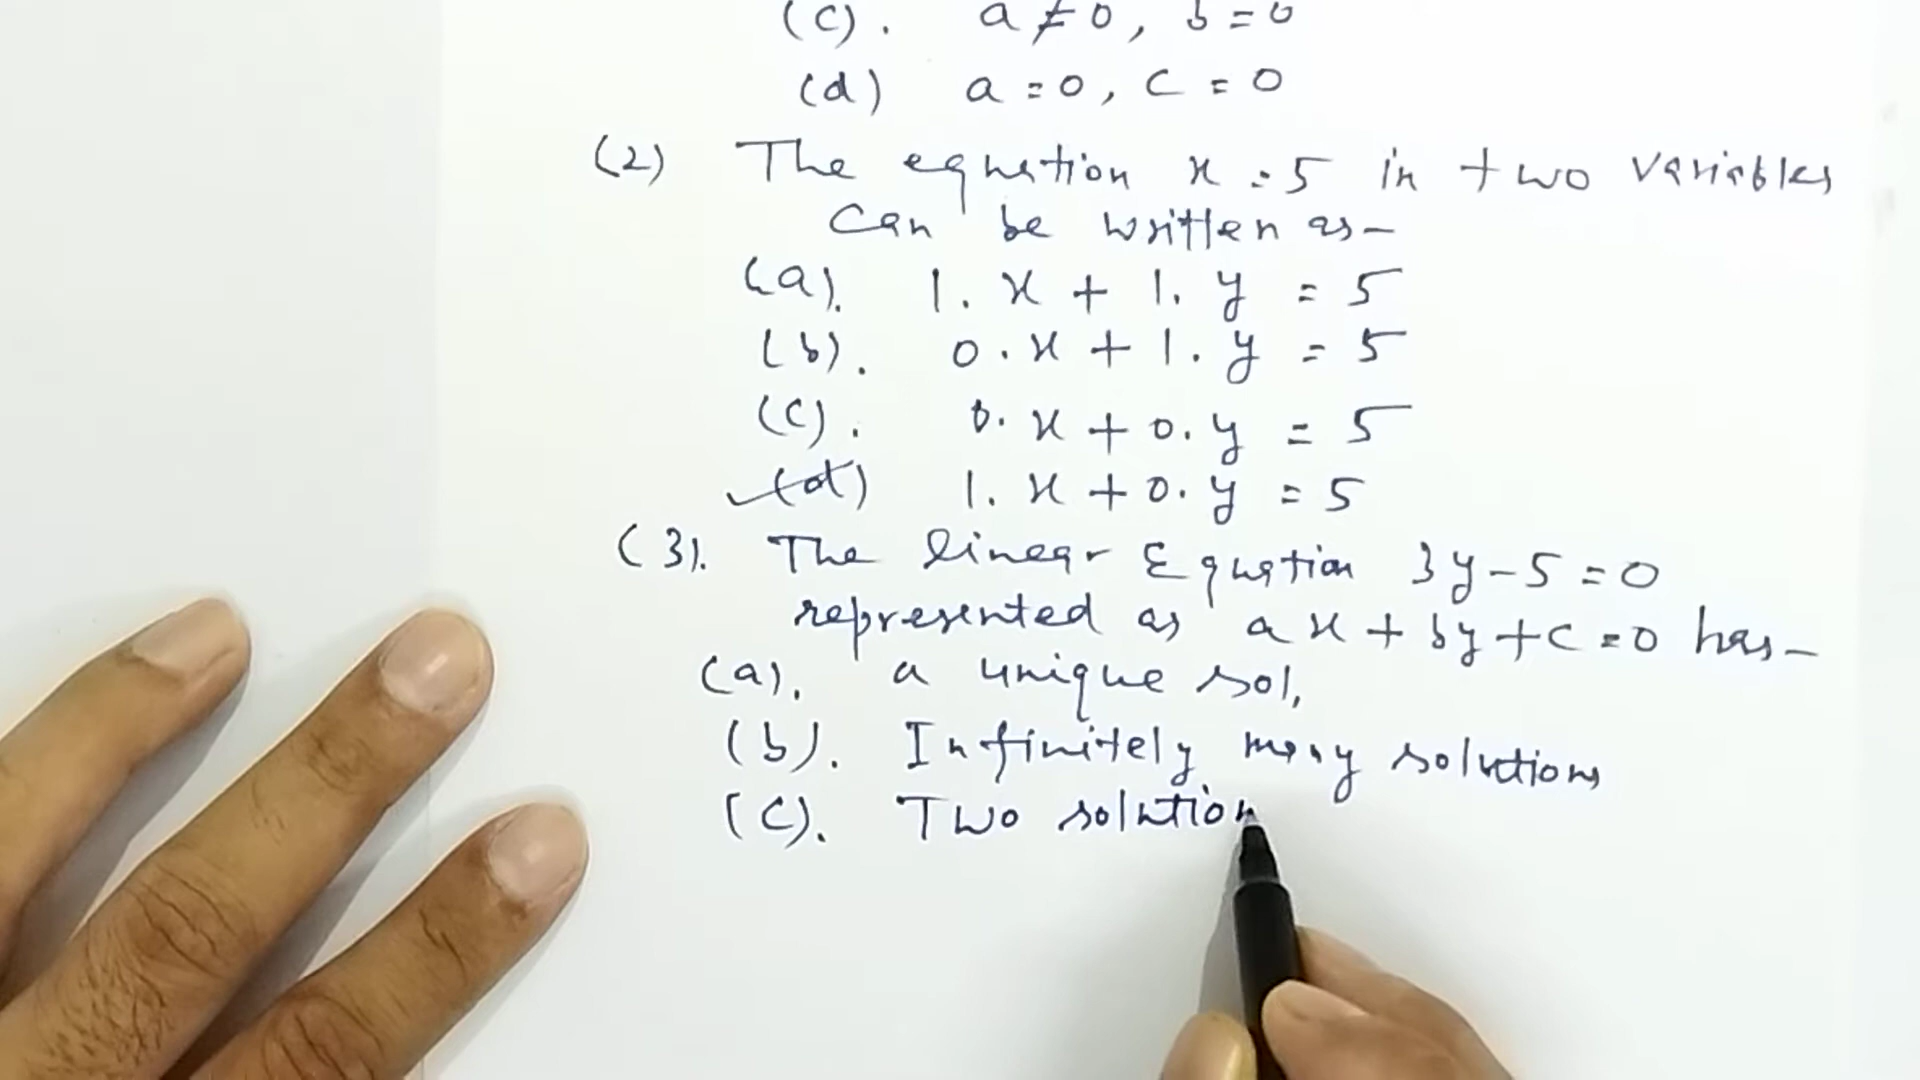 (c). a ≠ 0, b = 0
(d) a = 0, c = 0
(2) The equation x = 5 in two variables
can be written as–
(a). 1. x + 1. y = 5
(b). 0. x + 1. y = 5
(c). 0. x + 0. y = 5
(d) 1. x + 0. y = 5
(3). The linear Equation 3y – 5 = 0
represented as ax + by + c = 0 has–
(a). a unique sol,
(b). Infinitely many solutions
(c). Two solution